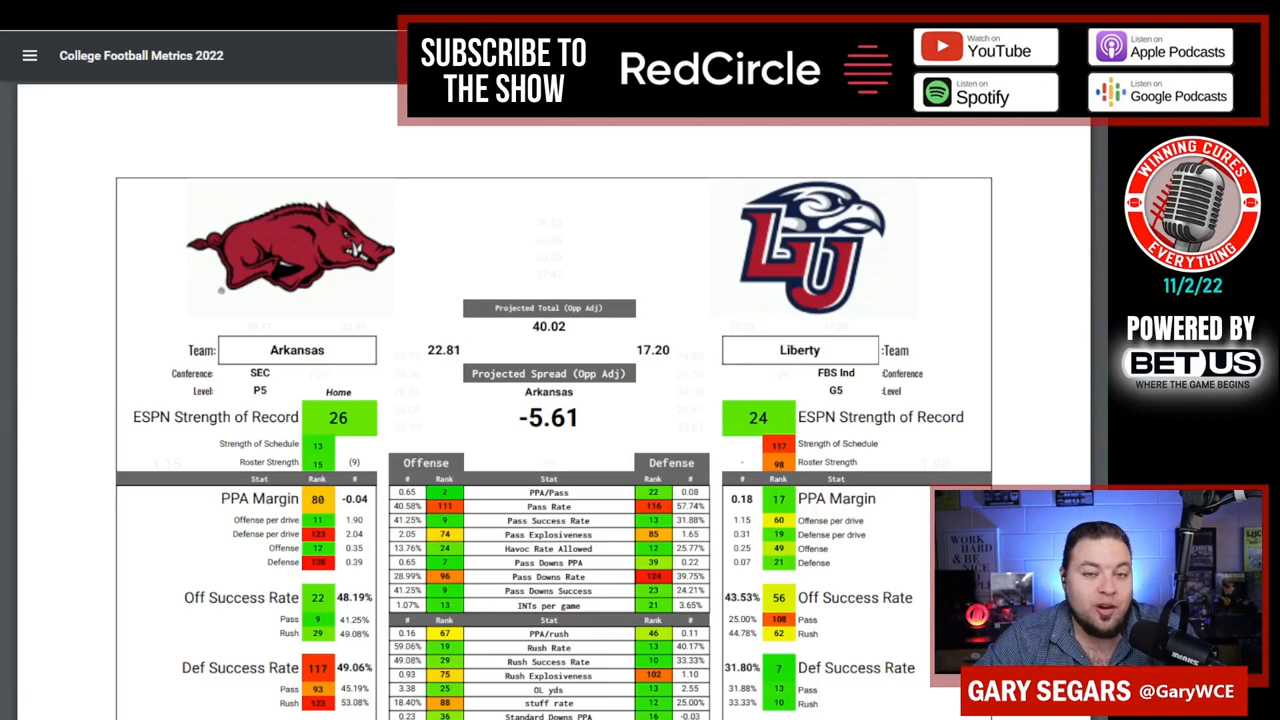 College Football Metrics 2022
SUBSCRIBE TO
THE SHOW
RedCircle
Watch on
YouTube
Listen on
Apple Podcasts
Listen on
Spotify
Listen on
Google Podcasts
WINNING CURES
EVERYTHING
11/2/22
POWERED BY
BETUS
WHERE THE GAME BEGINS
LU
Projected Total (Opp Adj)
40.02
Team: Arkansas 22.81 17.20 Liberty :Team
Projected Spread (Opp Adj)
Conference: SEC FBS Ind :Conference
Level: P5 Home Arkansas G5 :Level
ESPN Strength of Record 26 -5.61 24 ESPN Strength of Record
Strength of Schedule 13 117 Strength of Schedule
Roster Strength 15 (9) Offense Defense - 98 Roster Strength
Stat Rank # # Rank Stat Rank # # Rank Stat
PPA Margin 80 -0.04 0.65 2 PPA/Pass 22 0.08 0.18 17 PPA Margin
40.58% 111 Pass Rate 116 57.74%
Offense per drive 11 1.90 41.25% 9 Pass Success Rate 13 31.88% 1.15 60 Offense per drive
Defense per drive 123 2.04 2.05 74 Pass Explosiveness 85 1.65 0.31 19 Defense per drive
Offense 12 0.35 13.76% 24 Havoc Rate Allowed 12 25.77% 0.25 49 Offense
Defense 128 0.39 0.65 7 Pass Downs PPA 39 0.22 0.07 21 Defense
28.99% 96 Pass Downs Rate 124 39.75%
Off Success Rate 22 48.19% 41.25% 9 Pass Downs Success 23 24.21% 43.53% 56 Off Success Rate
1.07% 13 INTs per game 21 3.65%
Pass 9 41.25% # Rank Stat Rank # 25.00% 108 Pass
Rush 29 49.08% 0.16 67 PPA/rush 46 0.11 44.78% 62 Rush
59.06% 19 Rush Rate 13 40.17%
Def Success Rate 117 49.06% 49.08% 29 Rush Success Rate 10 33.33% 31.80% 7 Def Success Rate
0.93 75 Rush Explosiveness 102 1.10
Pass 93 45.19% 3.38 25 OL yds 13 2.55 31.88% 13 Pass
Rush 123 53.08% 18.40% 88 stuff rate 12 25.00% 33.33% 10 Rush
0.23 36 Standard Downs PPA 16 -0.03
GARY SEGARS @GaryWCE